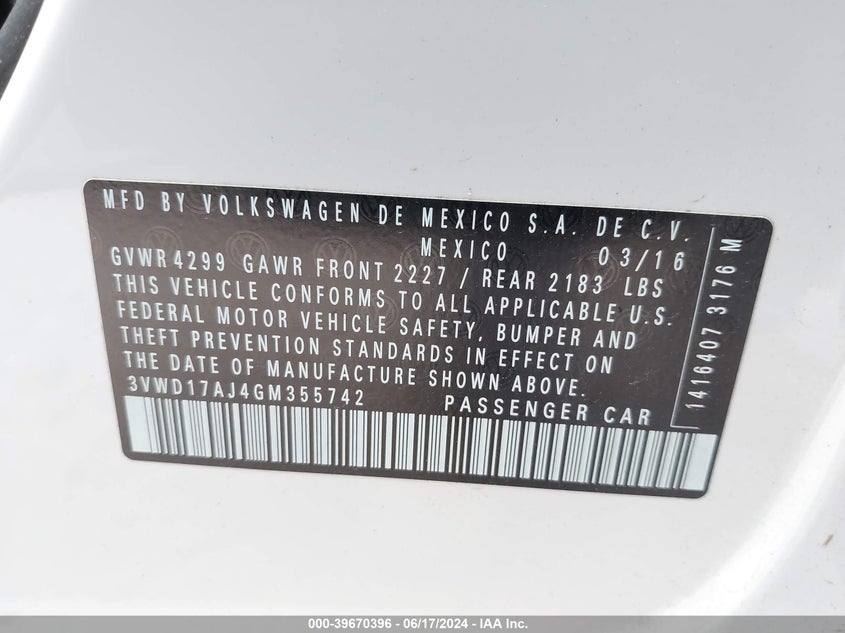 MFD BY VOLKSWAGEN DE MEXICO S.A. DE C.V.
MEXICO 03/16
GVWR 4299 GAWR FRONT 2227 / REAR 2183 LBS
THIS VEHICLE CONFORMS TO ALL APPLICABLE U.S.
FEDERAL MOTOR VEHICLE SAFETY, BUMPER AND
THEFT PREVENTION STANDARDS IN EFFECT ON
THE DATE OF MANUFACTURE SHOWN ABOVE.
3VWD17AJ4GM355742 PASSENGER CAR
1416407 3176 M
000-39670396 - 06/17/2024 - IAA Inc.